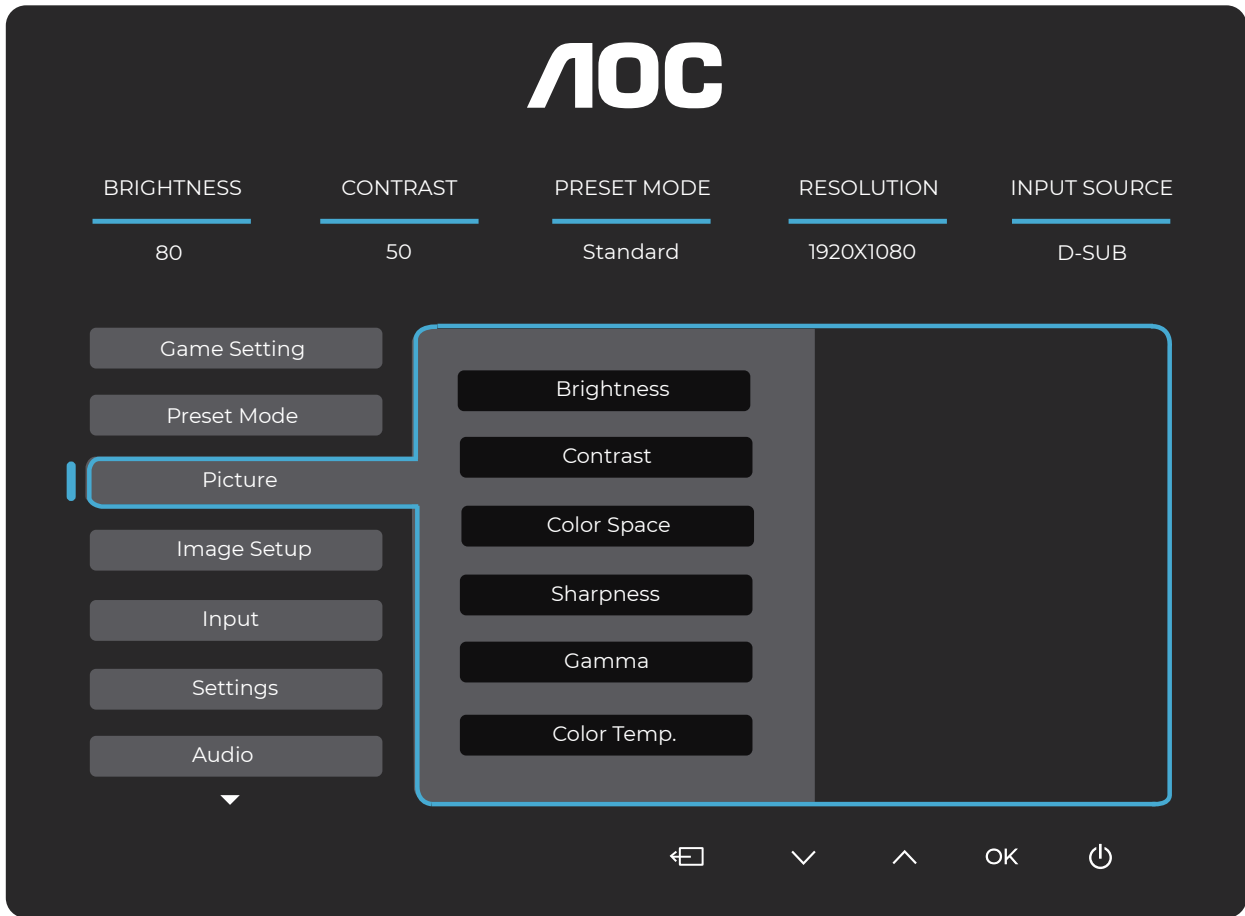 AOC
BRIGHTNESS CONTRAST PRESET MODE RESOLUTION INPUT SOURCE
80 50 Standard 1920X1080 D-SUB
Game Setting
Preset Mode
Picture
Image Setup
Input
Settings
Audio
Brightness
Contrast
Color Space
Sharpness
Gamma
Color Temp.
OK